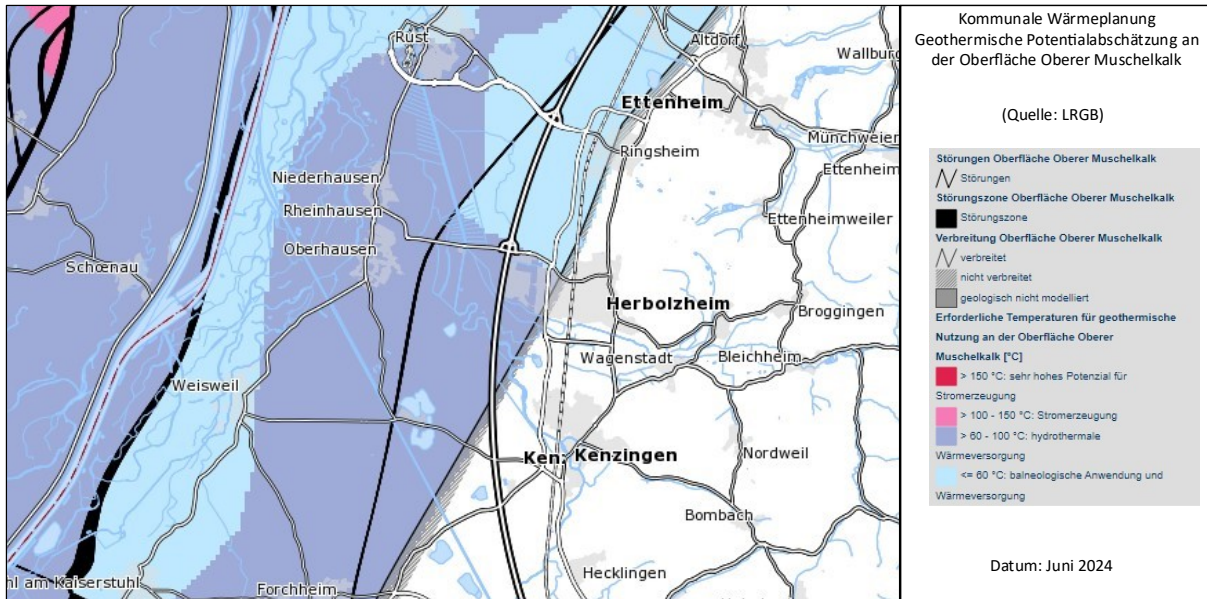 Rust
Altdorf
Wallburg
Ettenheim
Münchweier
Ringsheim
Ettenheim
Niederhausen
Rheinhausen
Ettenheimweiler
Oberhausen
Schœnau
Herbolzheim
Broggingen
Wagenstadt
Bleichheim
Weisweil
Ken: Kenzingen
Nordweil
Bombach
Hecklingen
hl am Kaiserstuhl
Forchheim
Kommunale Wärmeplanung
Geothermische Potentialabschätzung an
der Oberfläche Oberer Muschelkalk
(Quelle: LRGB)
Störungen Oberfläche Oberer Muschelkalk
Störungen
Störungszone Oberfläche Oberer Muschelkalk
Störungszone
Verbreitung Oberfläche Oberer Muschelkalk
verbreitet
nicht verbreitet
geologisch nicht modelliert
Erforderliche Temperaturen für geothermische
Nutzung an der Oberfläche Oberer
Muschelkalk [°C]
> 150 °C: sehr hohes Potenzial für
Stromerzeugung
> 100 - 150 °C: Stromerzeugung
> 60 - 100 °C: hydrothermale
Wärmeversorgung
<= 60 °C: balneologische Anwendung und
Wärmeversorgung
Datum: Juni 2024